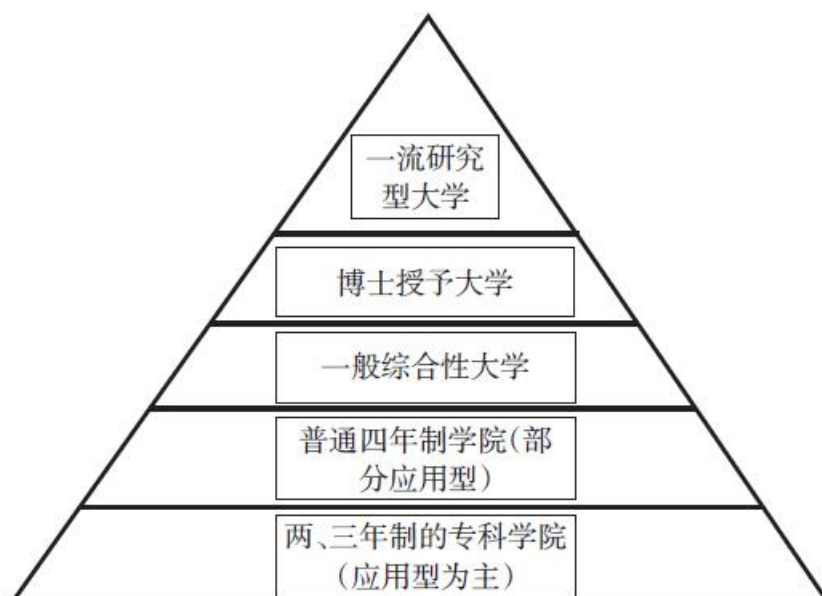 一流研究
型大学
博士授予大学
一般综合性大学
普通四年制学院(部
分应用型)
两、三年制的专科学院
(应用型为主)